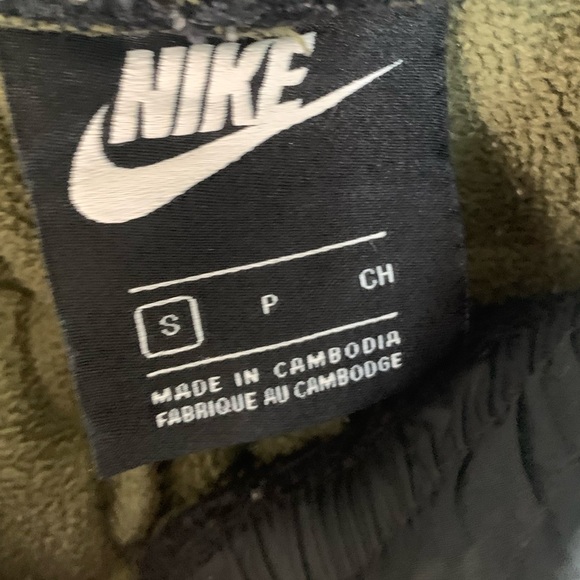 NIKE
S P CH
MADE IN CAMBODIA
FABRIQUE AU CAMBODGE